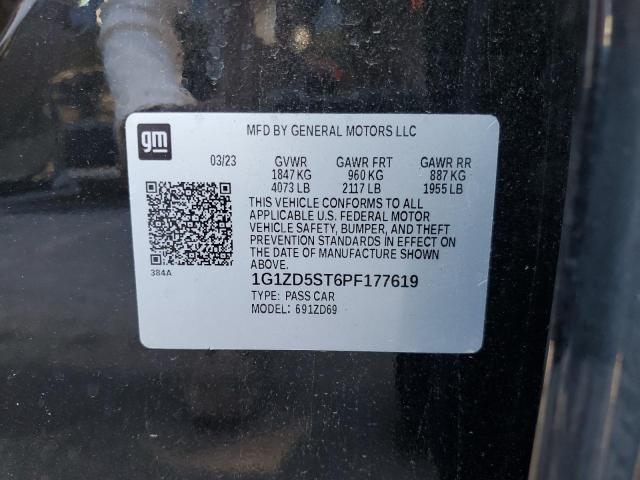 gm
MFD BY GENERAL MOTORS LLC
03/23 GVWR GAWR FRT GAWR RR
1847 KG 960 KG 887 KG
4073 LB 2117 LB 1955 LB
THIS VEHICLE CONFORMS TO ALL
APPLICABLE U.S. FEDERAL MOTOR
VEHICLE SAFETY, BUMPER, AND THEFT
PREVENTION STANDARDS IN EFFECT ON
THE DATE OF MANUFACTURE SHOWN
ABOVE.
384A
1G1ZD5ST6PF177619
TYPE: PASS CAR
MODEL: 691ZD69